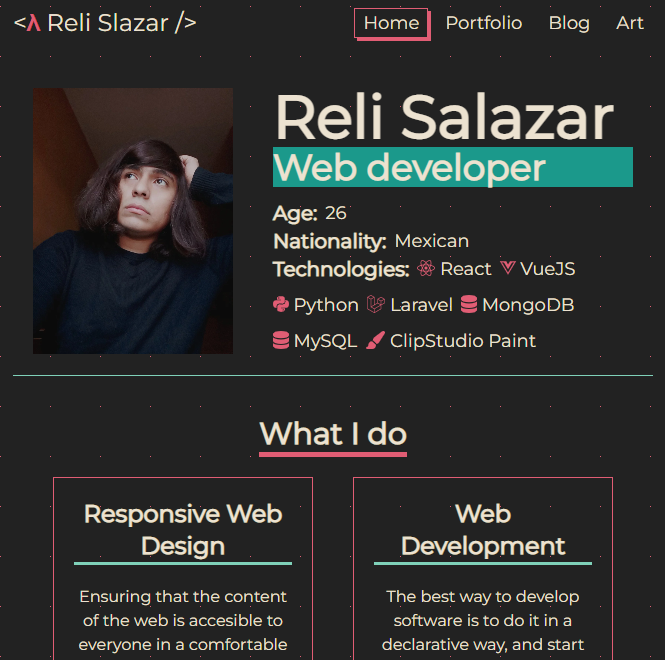 <λ Reli Slazar />
Home Portfolio Blog Art
Reli Salazar
Web developer
Age: 26
Nationality: Mexican
Technologies: React VueJS
Python Laravel MongoDB
MySQL ClipStudio Paint
What I do
Responsive Web
Design
Ensuring that the content
of the web is accesible to
everyone in a comfortable
Web
Development
The best way to develop
software is to do it in a
declarative way, and start